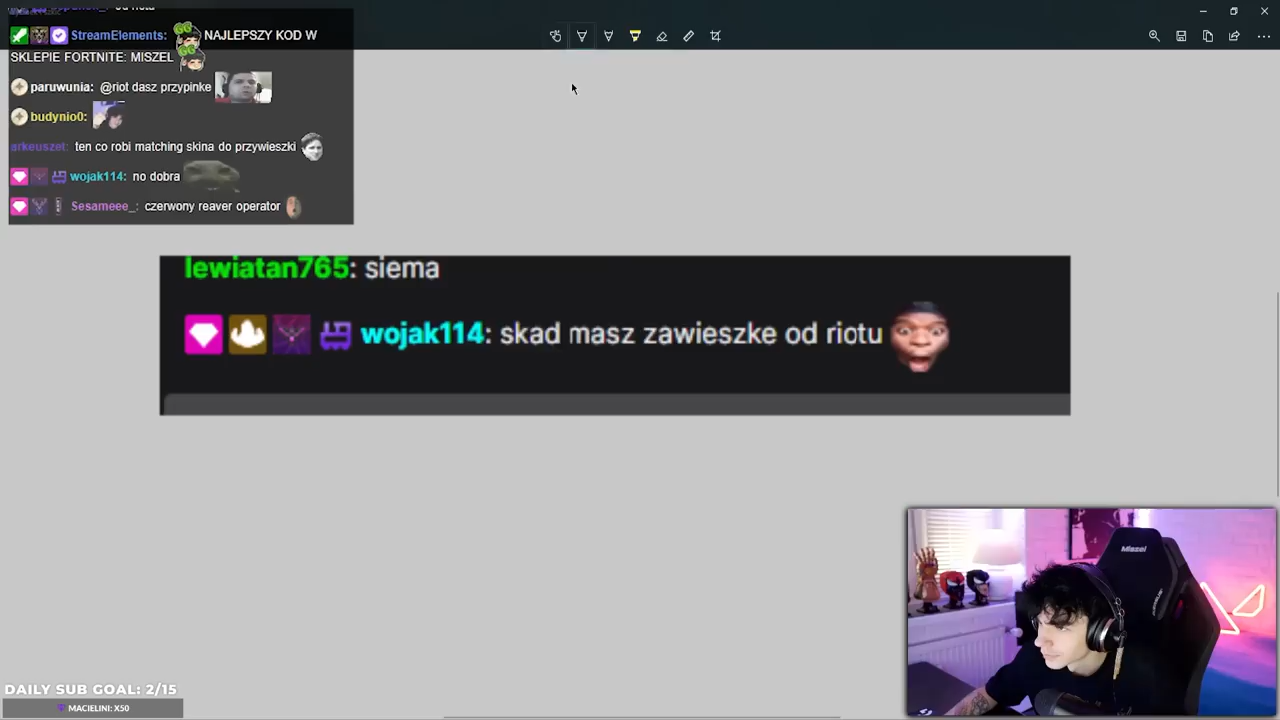 StreamElements: NAJLEPSZY KOD W
SKLEPIE FORTNITE: MISZEL
paruwunia: @riot dasz przypinke
budynio0:
arkeuszet: ten co robi matching skina do przywieszki
wojak114: no dobra
Sesameee_: czerwony reaver operator
lewiatan765: siema
wojak114: skad masz zawieszke od riotu
Miszel
DAILY SUB GOAL: 2/15
MACIELINI: X50